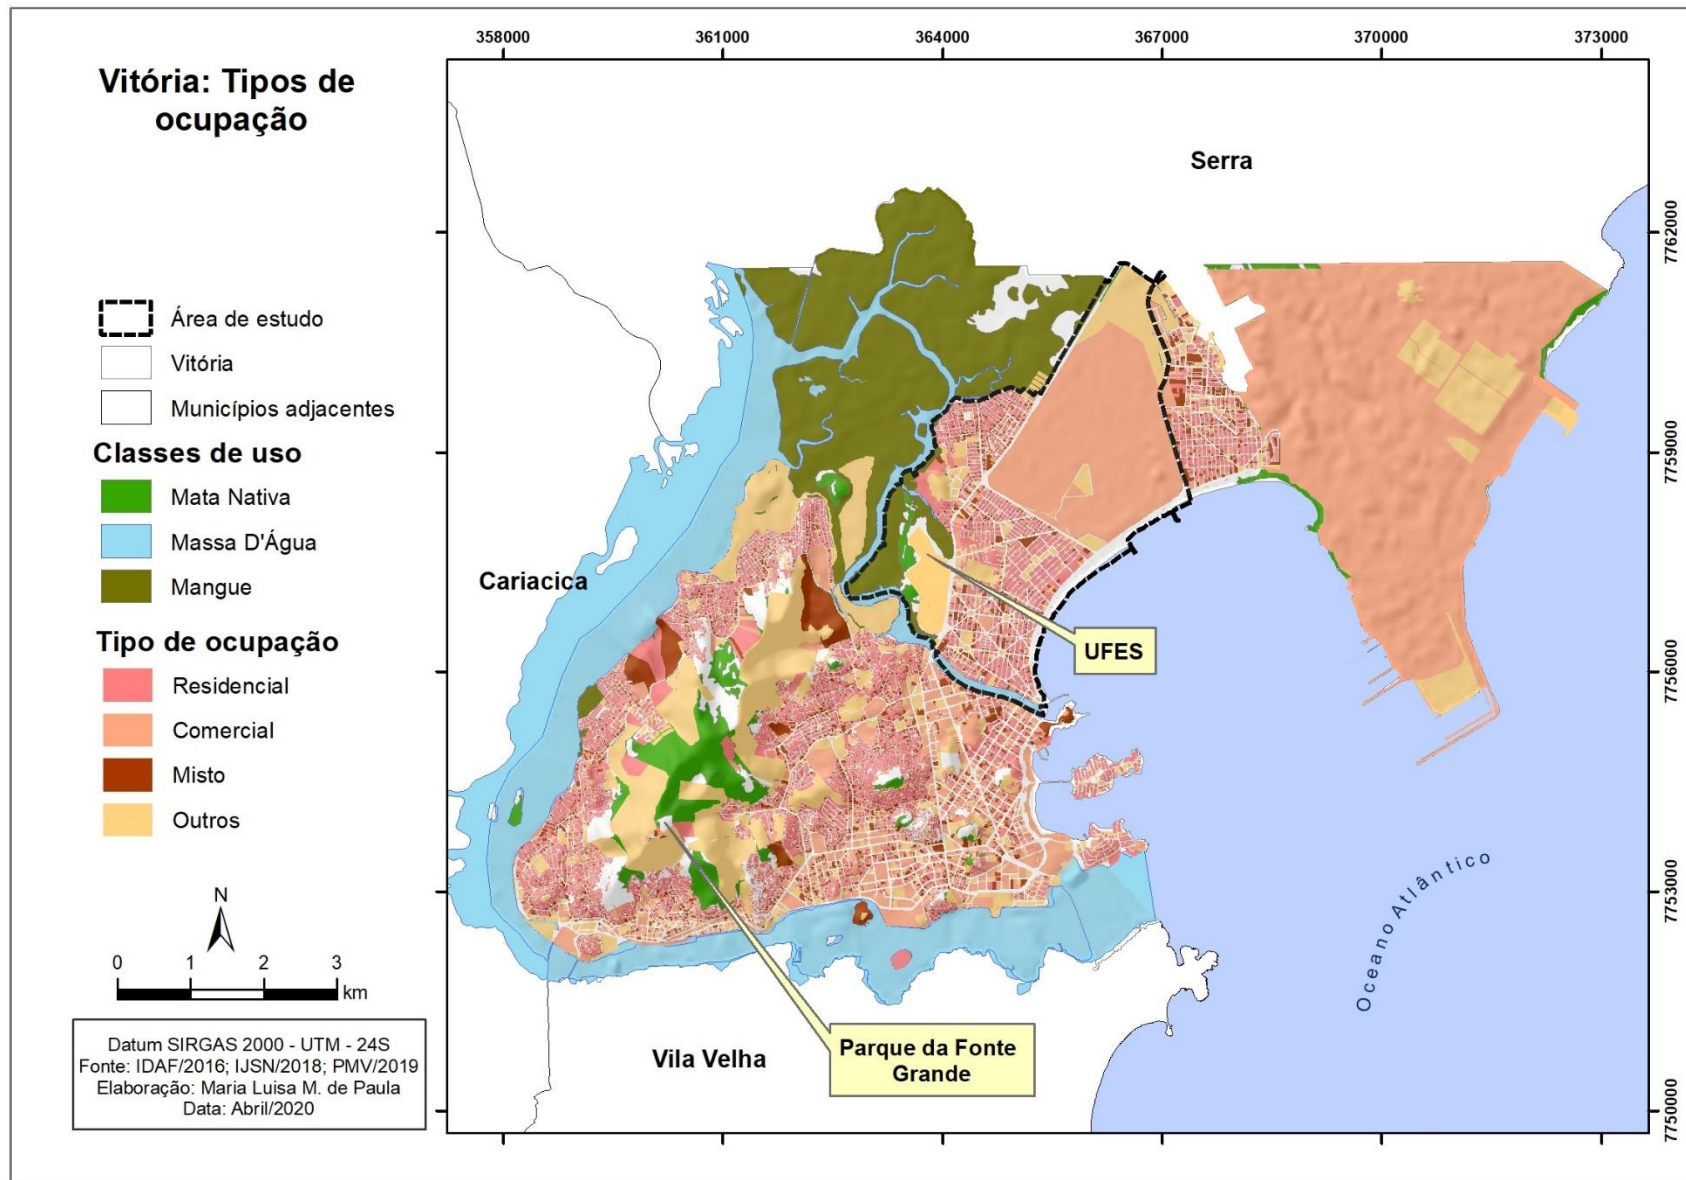 Vitória: Tipos de
ocupação
Área de estudo
Vitória
Municípios adjacentes
Classes de uso
Mata Nativa
Massa D'Água
Mangue
Tipo de ocupação
Residencial
Comercial
Misto
Outros
N
0 1 2 3
km
Datum SIRGAS 2000 - UTM - 24S
Fonte: IDAF/2016; IJSN/2018; PMV/2019
Elaboração: Maria Luisa M. de Paula
Data: Abril/2020
358000 361000 364000 367000 370000 373000
Serra
Cariacica
UFES
Parque da Fonte
Grande
Vila Velha
Oceano Atlântico
7762000
7759000
7756000
7753000
7750000